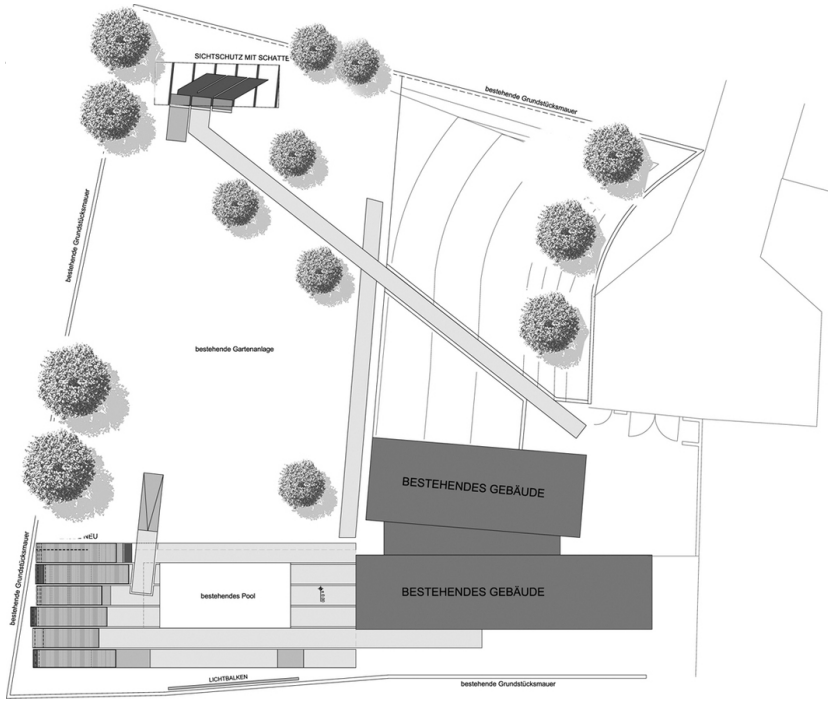 SICHTSCHUTZ MIT SCHATTE
bestehende Grundstücksmauer
bestehende Grundstücksmauer
bestehende Gartenanlage
BESTEHENDES GEBÄUDE
NEU
bestehende Grundstücksmauer
bestehendes Pool
BESTEHENDES GEBÄUDE
LICHTBALKEN
bestehende Grundstücksmauer